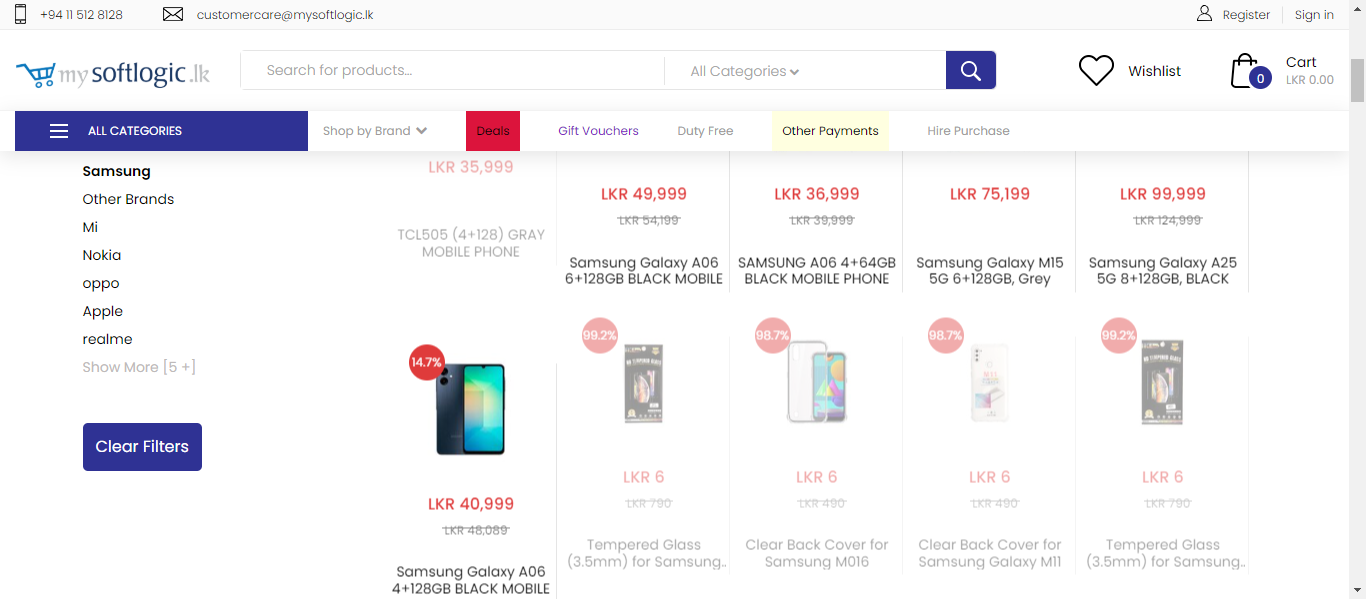 +94 11 512 8128
customercare@mysoftlogic.lk
Register
Sign in
my softlogic.lk
Search for products...
All Categories
Wishlist
0
Cart
LKR 0.00
ALL CATEGORIES
Shop by Brand
Deals
Gift Vouchers
Duty Free
Other Payments
Hire Purchase
Samsung
Other Brands
Mi
Nokia
oppo
Apple
realme
Show More [5 +]
Clear Filters
LKR 35,999
TCL505 (4+128) GRAY
MOBILE PHONE
LKR 49,999
LKR 54,199
Samsung Galaxy A06
6+128GB BLACK MOBILE
LKR 36,999
LKR 39,999
SAMSUNG A06 4+64GB
BLACK MOBILE PHONE
LKR 75,199
Samsung Galaxy M15
5G 6+128GB, Grey
LKR 99,999
LKR 124,999
Samsung Galaxy A25
5G 8+128GB, BLACK
14.7%
LKR 40,999
LKR 48,089
Samsung Galaxy A06
4+128GB BLACK MOBILE
99.2%
LKR 6
LKR 790
Tempered Glass
(3.5mm) for Samsung..
98.7%
LKR 6
LKR 490
Clear Back Cover for
Samsung M016
98.7%
LKR 6
LKR 490
Clear Back Cover for
Samsung Galaxy M11
99.2%
LKR 6
LKR 790
Tempered Glass
(3.5mm) for Samsung..